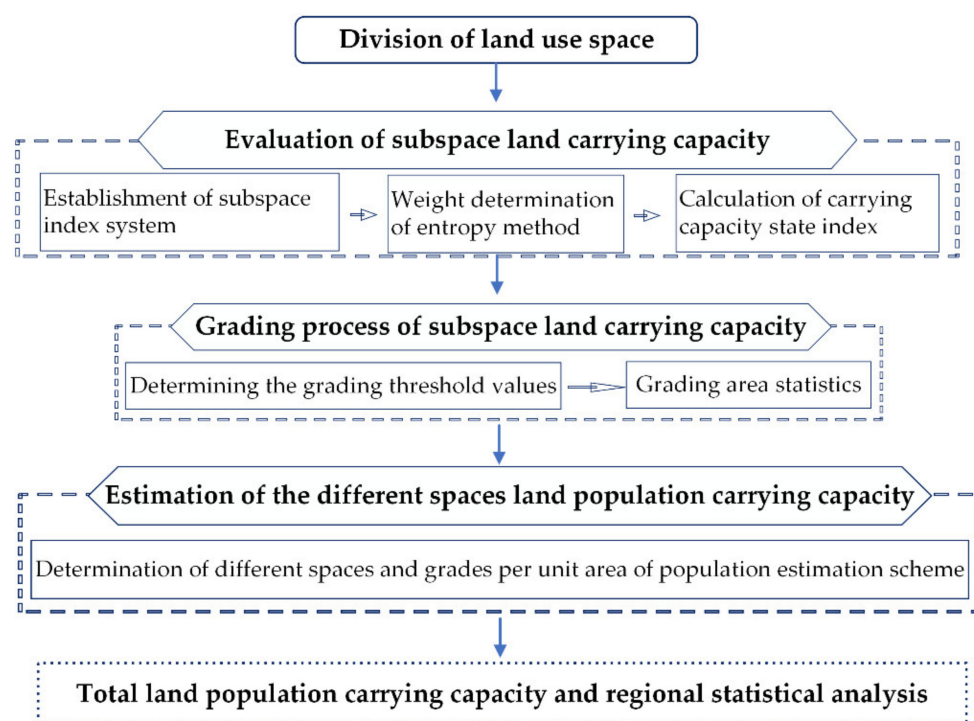 Division of land use space
Evaluation of subspace land carrying capacity
Establishment of subspace
index system
Weight determination
of entropy method
Calculation of carrying
capacity state index
Grading process of subspace land carrying capacity
Determining the grading threshold values
Grading area statistics
Estimation of the different spaces land population carrying capacity
Determination of different spaces and grades per unit area of population estimation scheme
Total land population carrying capacity and regional statistical analysis